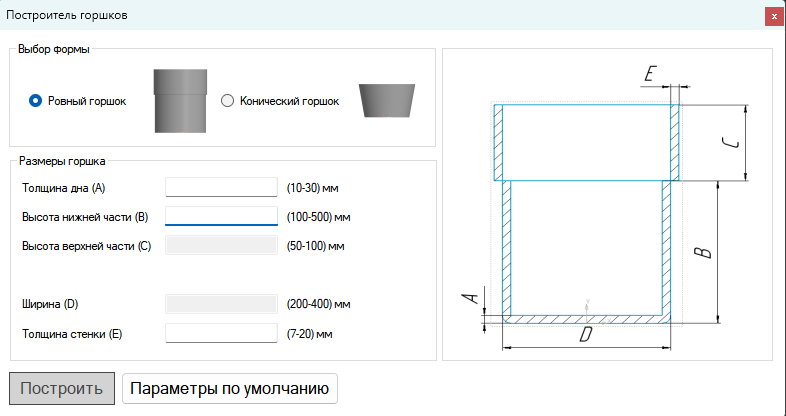 Построитель горшков
x
Выбор формы
Ровный горшок
Конический горшок
Размеры горшка
Толщина дна (A) (10-30) мм
Высота нижней части (B) (100-500) мм
Высота верхней части (C) (50-100) мм
Ширина (D) (200-400) мм
Толщина стенки (E) (7-20) мм
Построить
Параметры по умолчанию
E
C
B
A
D